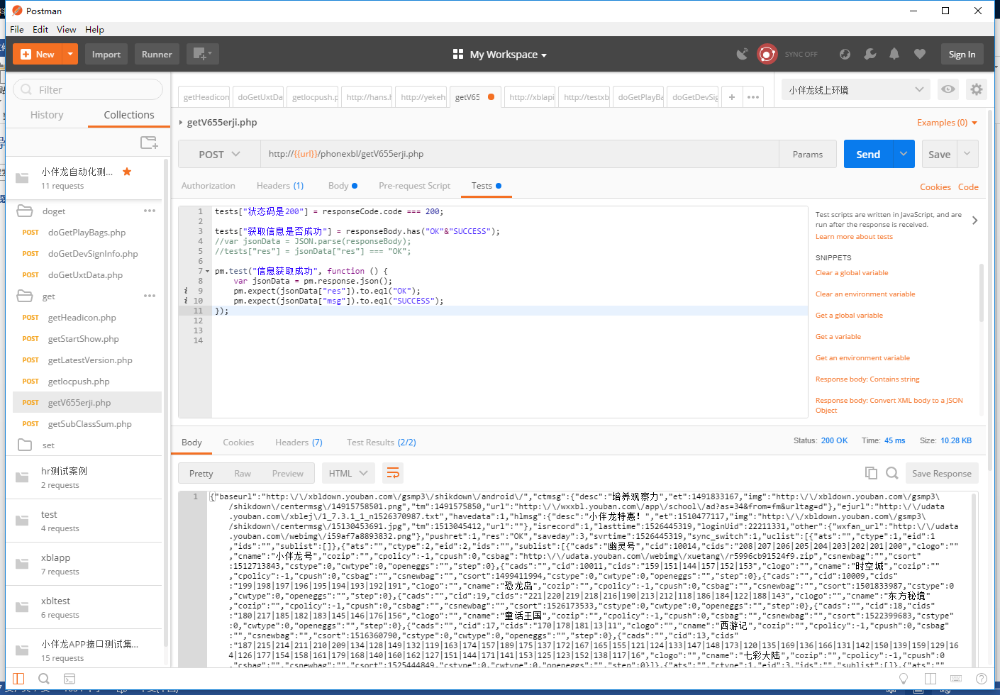 Postman
File Edit View Help
New Import Runner My Workspace SYNC OFF Sign In
Filter
History Collections
小伴龙自动化测...
11 requests
doget
POST doGetPlayBags.php
POST doGetDevSignInfo.php
POST doGetUxtData.php
get
POST getHeadicon.php
POST getStartShow.php
POST getLatestVersion.php
POST getlocpush.php
POST getV655erji.php
POST getSubClassSum.php
set
hr测试案例
2 requests
test
4 requests
xblapp
7 requests
xbltest
6 requests
小伴龙APP接口测试集...
15 requests
getHeadicon doGetUxtDa getlocpush.p http://hans.h http://yekeh getV65 http://xblapi http://testxb doGetPlayBa doGetDevSig + •••
小伴龙线上环境
getV655erji.php
Examples (0)
POST http://{{url}}/phonexbl/getV655erji.php Params Send Save
Authorization Headers (1) Body Pre-request Script Tests Cookies Code
1 tests["状态码是200"] = responseCode.code === 200;
2
3 tests["获取信息是否成功"] = responseBody.has("OK"&"SUCCESS");
4 //var jsonData = JSON.parse(responseBody);
5 //tests["res"] = jsonData["res"] === "OK";
6
7 pm.test("信息获取成功", function () {
8 var jsonData = pm.response.json();
i 9 pm.expect(jsonData["res"]).to.eql("OK");
i 10 pm.expect(jsonData["msg"]).to.eql("SUCCESS");
11 });
12
13
14
Test scripts are written in JavaScript, and are
run after the response is received.
Learn more about tests
SNIPPETS
Clear a global variable
Clear an environment variable
Get a global variable
Get a variable
Get an environment variable
Response body: Contains string
Response body: Convert XML body to a JSON
Object
Body Cookies Headers (7) Test Results (2/2) Status: 200 OK Time: 45 ms Size: 10.28 KB
Pretty Raw Preview HTML Save Response
1 {"baseurl":"http:\/\/xbldown.youban.com\/gsmp3\/shikdown\/android\/","ctmsg":{"desc":"培养观察力","et":1491833167,"img":"http:\/\/xbldown.youban.com\/gsmp3\
/shikdown\/centermsg\/14915758501.png","tm":1491575850,"url":"http:\/\/wxxbl.youban.com\/app\/school\/ad?as=34&from=fm&urltag=d"},"ejurl":"http:\/\/udata
.youban.com\/xblej\/1_7.3.1_1_n1526370987.txt","havedata":1,"hlmsg":{"desc":"小伴龙特惠!","et":1510477117,"img":"http:\/\/xbldown.youban.com\/gsmp3\
/shikdown\/centermsg\/15130453691.jpg","tm":1513045412,"url":""},"isrecord":1,"lasttime":1526445319,"loginUid":22211331,"other":{"wxfan_url":"http:\/\/udata
.youban.com\/webimg\/i59af7a8893832.png"},"pushret":1,"res":"OK","saveday":3,"svrtime":1526445319,"sync_switch":1,"uclist":[{"ats":"","ctype":1,"eid":1
,"ids":"","sublist":[]},{"ats":"","ctype":2,"eid":2,"ids":"","sublist":[{"cads":"幽灵号","cid":10014,"cids":"208|207|206|205|204|203|202|201|200","clogo":""
,"cname":"小伴龙号","cozip":"","cpolicy":-1,"cpush":0,"csbag":"http:\/\/udata.youban.com\/webimg\/xuetang\/r5996cb91524f9.zip","csnewbag":"","csort"
:1512713843,"cstype":0,"cwtype":0,"openeggs":"","step":0},{"cads":"","cid":10011,"cids":"159|151|144|157|152|153","clogo":"","cname":"时空城","cozip":""
,"cpolicy":-1,"cpush":0,"csbag":"","csnewbag":"","csort":1499411994,"cstype":0,"cwtype":0,"openeggs":"","step":0},{"cads":"","cid":10009,"cids"
:"199|198|197|196|195|194|193|192|191","clogo":"","cname":"恐龙岛","cozip":"","cpolicy":-1,"cpush":0,"csbag":"","csnewbag":"","csort":1501833987,"cstype":0
,"cwtype":0,"openeggs":"","step":0},{"cads":"","cid":19,"cids":"221|220|219|218|216|190|213|212|118|186|184|122|188|143","clogo":"","cname":"东方秘境"
,"cozip":"","cpolicy":-1,"cpush":0,"csbag":"","csnewbag":"","csort":1526173533,"cstype":0,"cwtype":0,"openeggs":"","step":0},{"cads":"","cid":18,"cids"
:"180|217|185|182|183|145|146|176|156","clogo":"","cname":"童话王国","cozip":"","cpolicy":-1,"cpush":0,"csbag":"","csnewbag":"","csort":1522399683,"cstype"
:0,"cwtype":0,"openeggs":"","step":0},{"cads":"","cid":17,"cids":"170|178|181|13|11","clogo":"","cname":"西游记","cozip":"","cpolicy":-1,"cpush":0,"csbag"
:"","csnewbag":"","csort":1516360790,"cstype":0,"cwtype":0,"openeggs":"","step":0},{"cads":"","cid":13,"cids"
:"187|215|214|211|210|209|134|128|149|132|119|163|174|157|189|175|137|172|167|165|155|121|124|133|147|148|173|120|135|169|136|166|131|142|150|139|159|129|16
4|126|177|154|158|161|179|168|140|160|162|127|151|144|171|141|153|125|123|152|138|117|16","clogo":"","cname":"七彩大陆","cozip":"","cpolicy":-1,"cpush":0
,"csbag":"","csnewbag":"","csort":1525444849,"cstype":0,"cwtype":0,"openeggs":"","step":0}]},{"ats":"","ctype":1,"eid":3,"ids":"","sublist":[]},{"ats":""